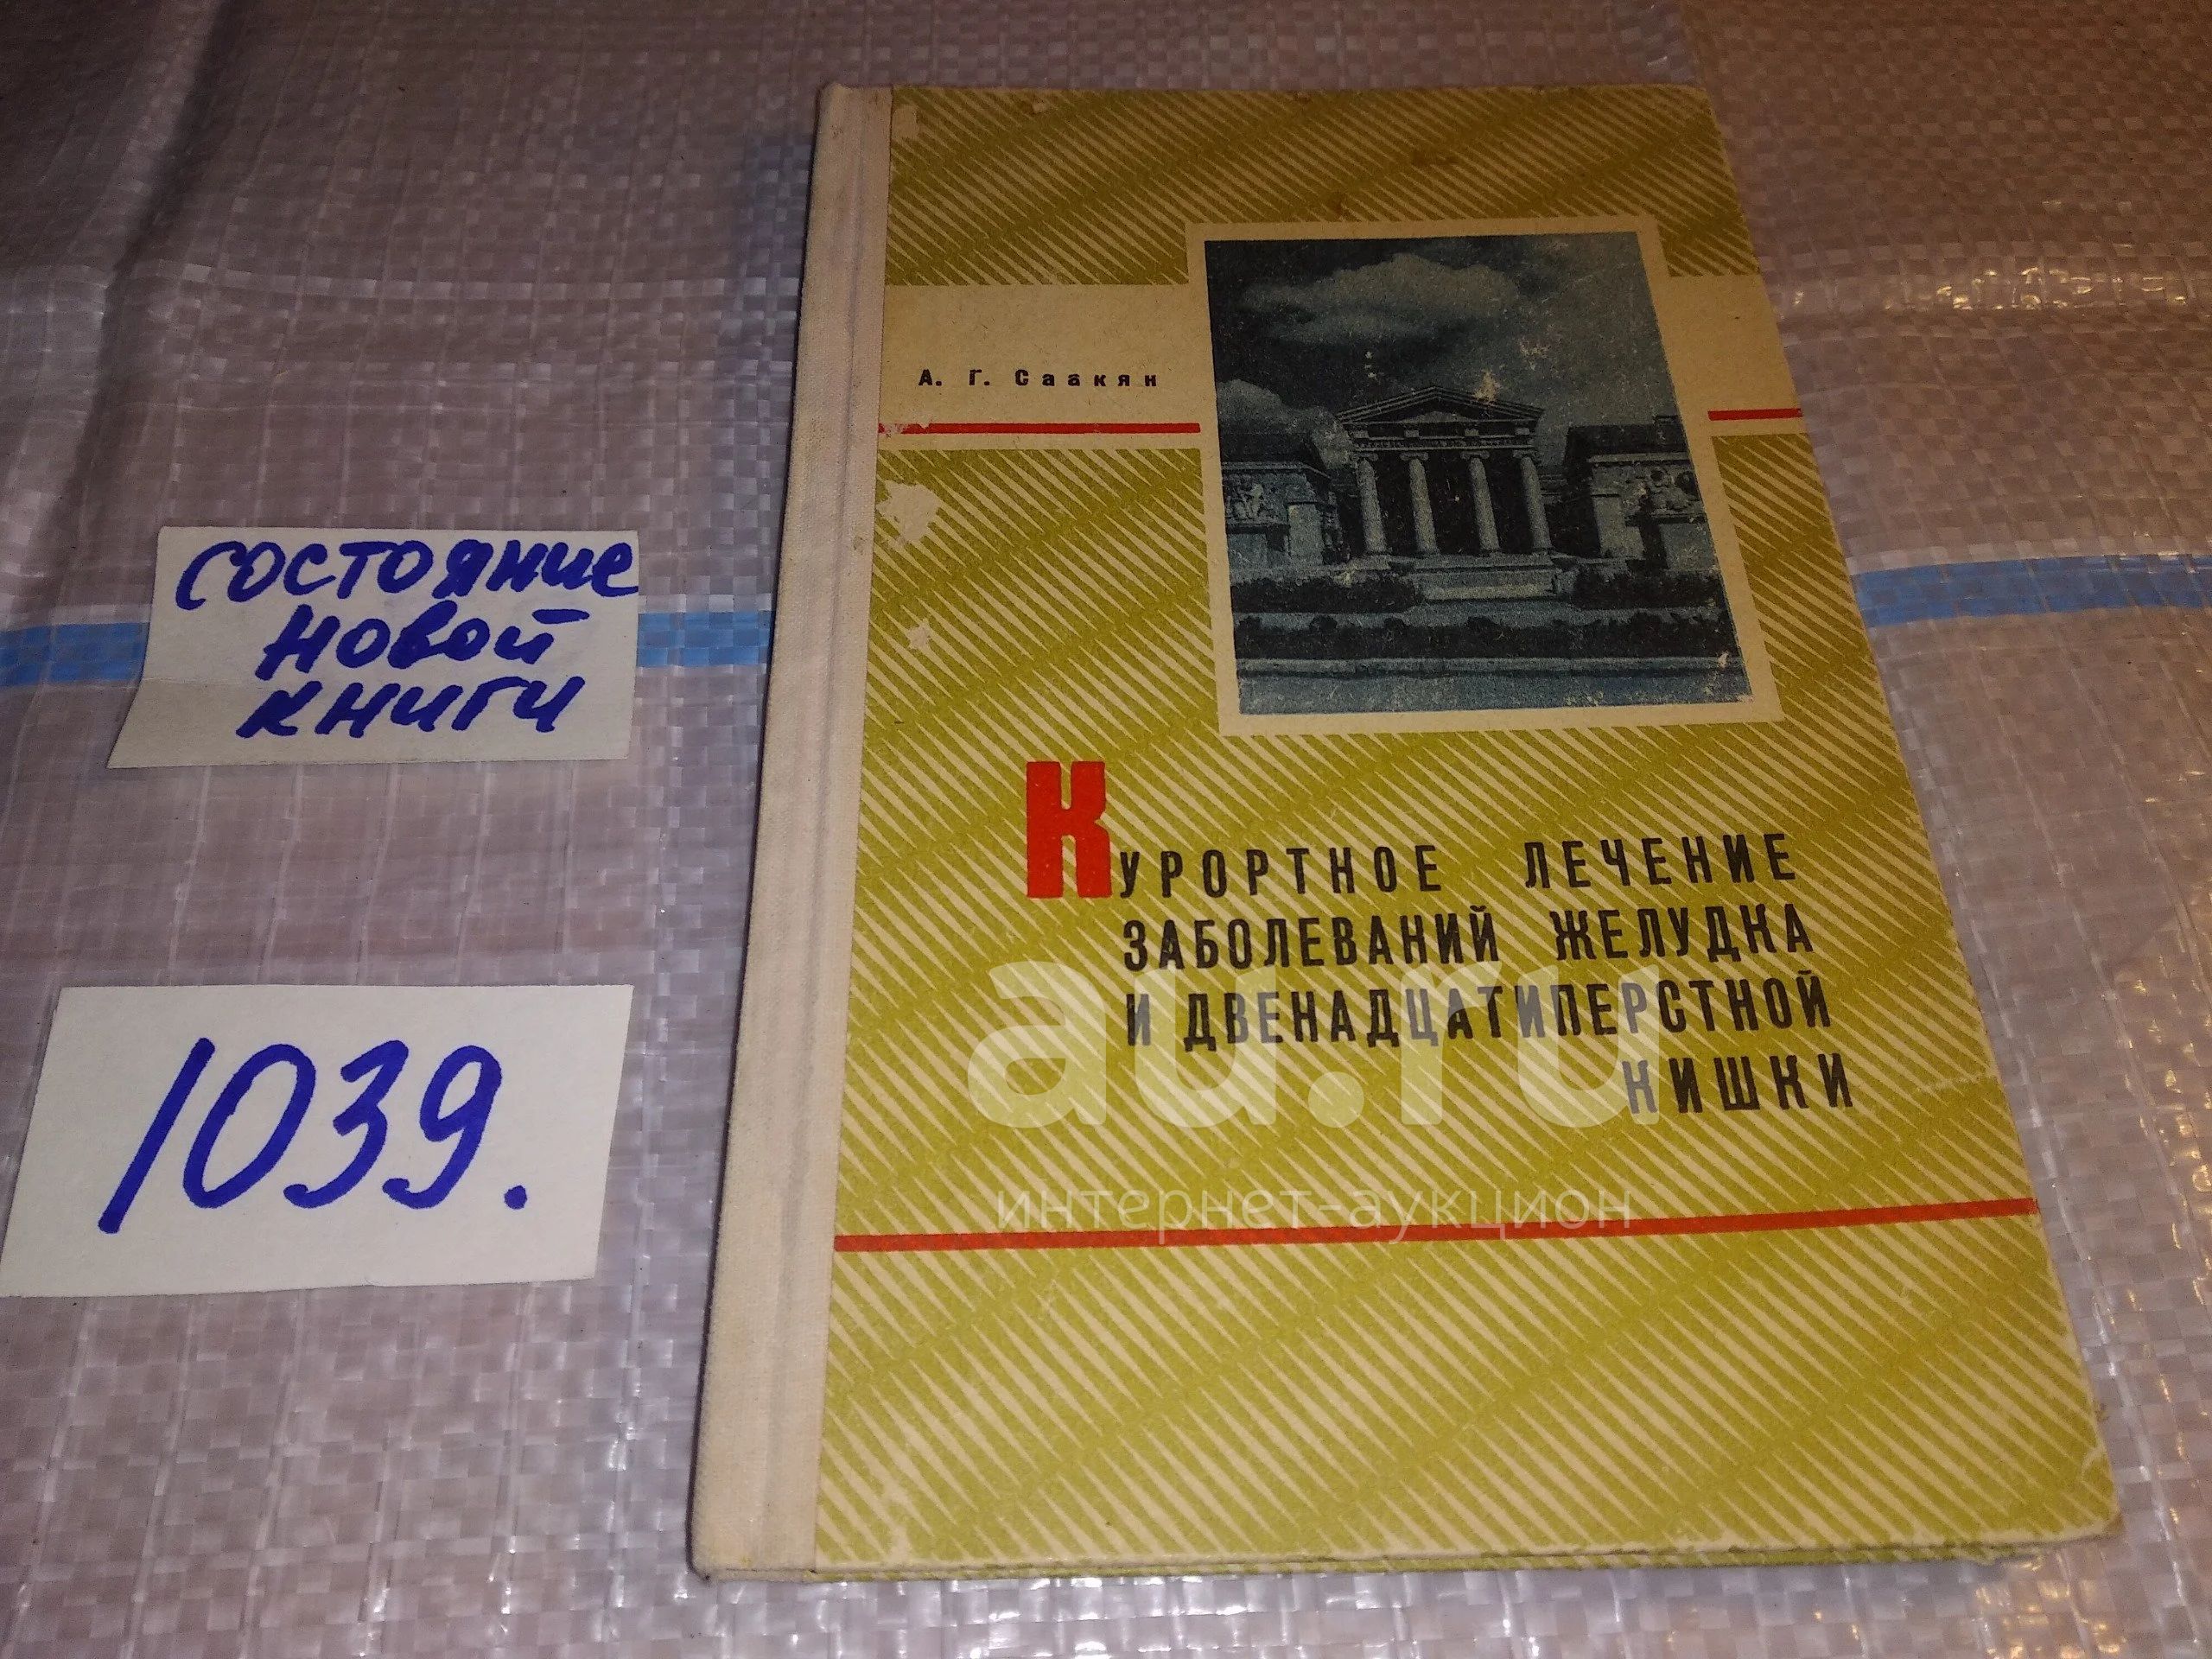 А. Г. Саакян
состояние
новой
книги
Курортное лечение
заболеваний желудка
и двенадцатиперстной
кишки
1039.
au.ru
интернет-аукцион